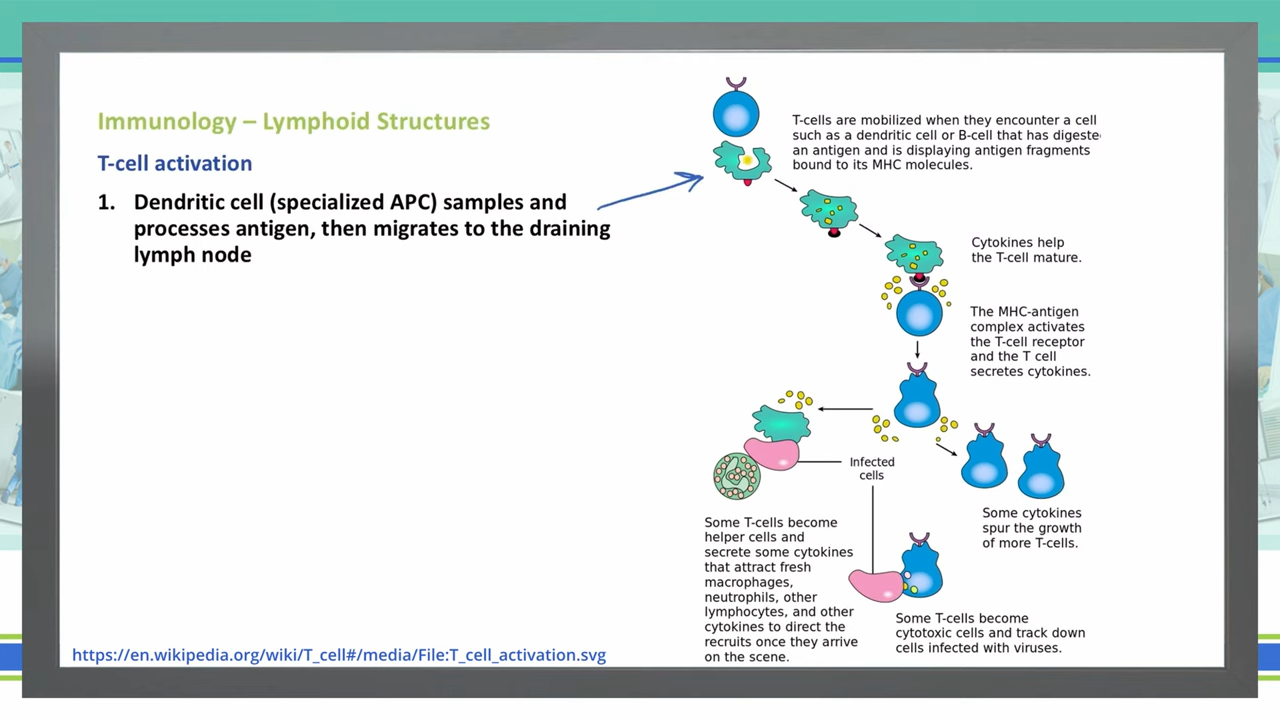 Immunology – Lymphoid Structures
T-cell activation
1. Dendritic cell (specialized APC) samples and
processes antigen, then migrates to the draining
lymph node
T-cells are mobilized when they encounter a cell
such as a dendritic cell or B-cell that has digeste
an antigen and is displaying antigen fragments
bound to its MHC molecules.
Cytokines help
the T-cell mature.
The MHC-antigen
complex activates
the T-cell receptor
and the T cell
secretes cytokines.
Infected
cells
Some cytokines
spur the growth
of more T-cells.
Some T-cells become
helper cells and
secrete some cytokines
that attract fresh
macrophages,
neutrophils, other
lymphocytes, and other
cytokines to direct the
recruits once they arrive
on the scene.
Some T-cells become
cytotoxic cells and track down
cells infected with viruses.
https://en.wikipedia.org/wiki/T_cell#/media/File:T_cell_activation.svg